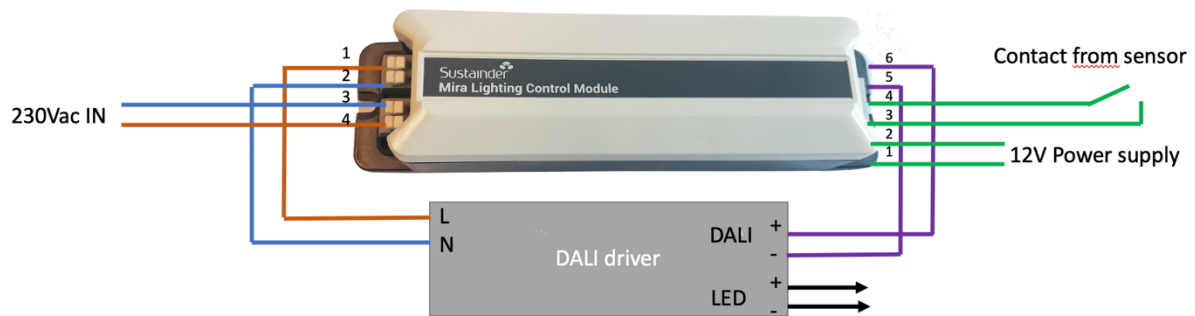 1
2
3
4
230Vac IN
Sustainder
Mira Lighting Control Module
6
5
4
3
2
1
Contact from sensor
12V Power supply
L
N
DALI driver
DALI
+
-
LED
+
-